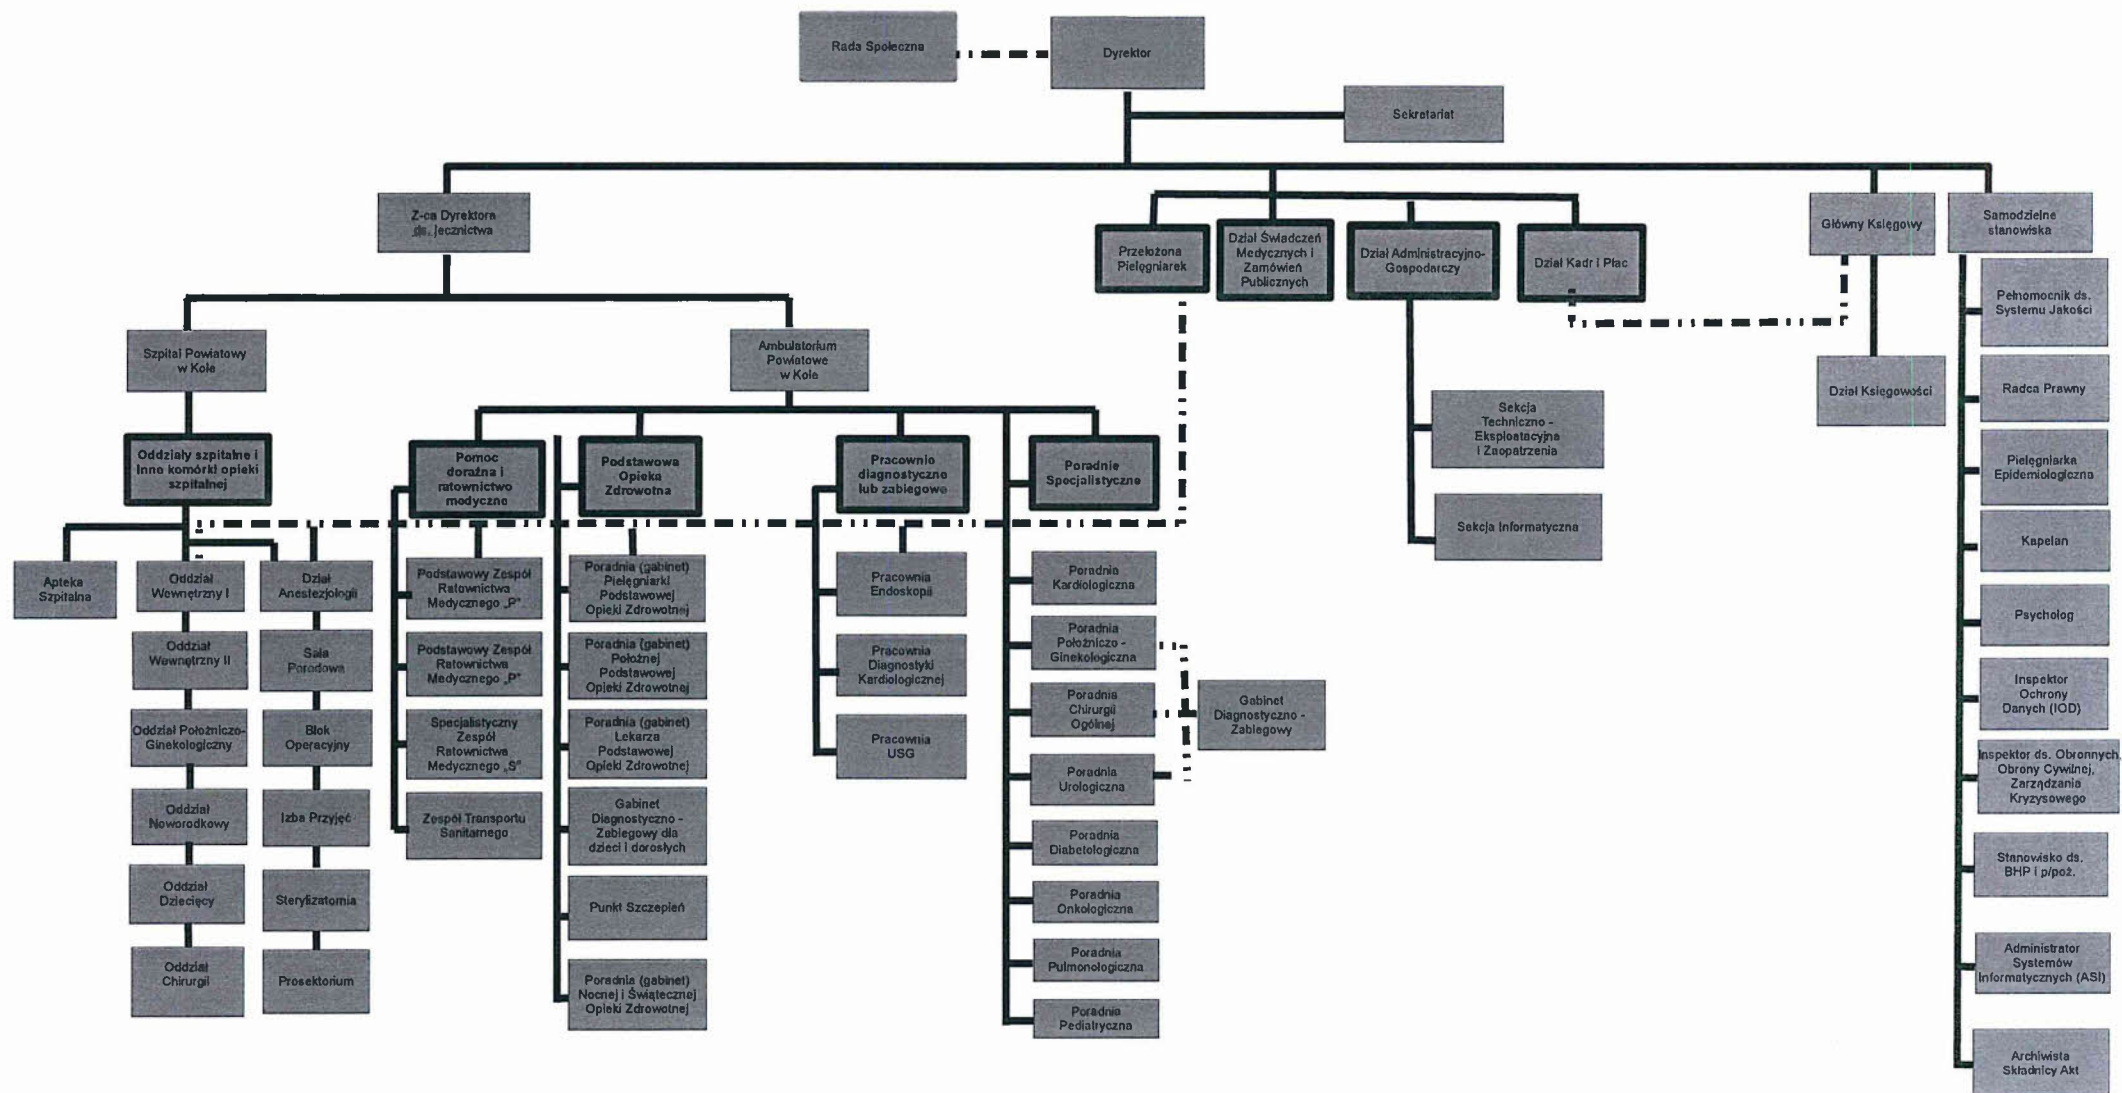 Rada Społeczna
Dyrektor
Sekretariat
Z-ca Dyrektora
ds. lecznictwa
Przełożona
Pielęgniarek
Dział Świadczeń
Medycznych i
Zamówień
Publicznych
Dział Administracyjno-
Gospodarczy
Dział Kadr i Płac
Główny Księgowy
Samodzielne
stanowiska
Szpital Powiatowy
w Kole
Ambulatorium
Powiatowe
w Kole
Dział Księgowości
Sekcja
Techniczno -
Eksploatacyjna
i Zaopatrzenia
Sekcja Informatyczna
Pełnomocnik ds.
Systemu Jakości
Radca Prawny
Pielęgniarka
Epidemiologiczna
Kapelan
Psycholog
Inspektor
Ochrony
Danych (IOD)
Inspektor ds. Obronnych,
Obrony Cywilnej,
Zarządzania
Kryzysowego
Stanowisko ds.
BHP i p/poż.
Administrator
Systemów
Informatycznych (ASI)
Archiwista
Składnicy Akt
Oddziały szpitalne i
Inne komórki opieki
szpitalnej
Pomoc
doraźna i
ratownictwo
medyczne
Podstawowa
Opieka
Zdrowotna
Pracownie
diagnostyczne
lub zabiegowe
Poradnie
Specjalistyczne
Apteka
Szpitalna
Oddział
Wewnętrzny I
Oddział
Wewnętrzny II
Oddział Położniczo-
Ginekologiczny
Oddział
Noworodkowy
Oddział
Dziecięcy
Oddział
Chirurgii
Dział
Anestezjologii
Sala
Porodowa
Blok
Operacyjny
Izba Przyjęć
Sterylizatornia
Prosektorium
Podstawowy Zespół
Ratownictwa
Medycznego „P”
Podstawowy Zespół
Ratownictwa
Medycznego „P”
Specjalistyczny
Zespół
Ratownictwa
Medycznego „S”
Zespół Transportu
Sanitarnego
Poradnia (gabinet)
Pielęgniarki
Podstawowej
Opieki Zdrowotnej
Poradnia (gabinet)
Położnej
Podstawowej
Opieki Zdrowotnej
Poradnia (gabinet)
Lekarza
Podstawowej
Opieki Zdrowotnej
Gabinet
Diagnostyczno -
Zabiegowy dla
dzieci i dorosłych
Punkt Szczepień
Poradnia (gabinet)
Nocnej i Świątecznej
Opieki Zdrowotnej
Pracownia
Endoskopii
Pracownia
Diagnostyki
Kardiologicznej
Pracownia
USG
Poradnia
Kardiologiczna
Poradnia
Położniczo -
Ginekologiczna
Poradnia
Chirurgii
Ogólnej
Poradnia
Urologiczna
Poradnia
Diabetologiczna
Poradnia
Onkologiczna
Poradnia
Pulmonologiczna
Poradnia
Pediatryczna
Gabinet
Diagnostyczno -
Zabiegowy